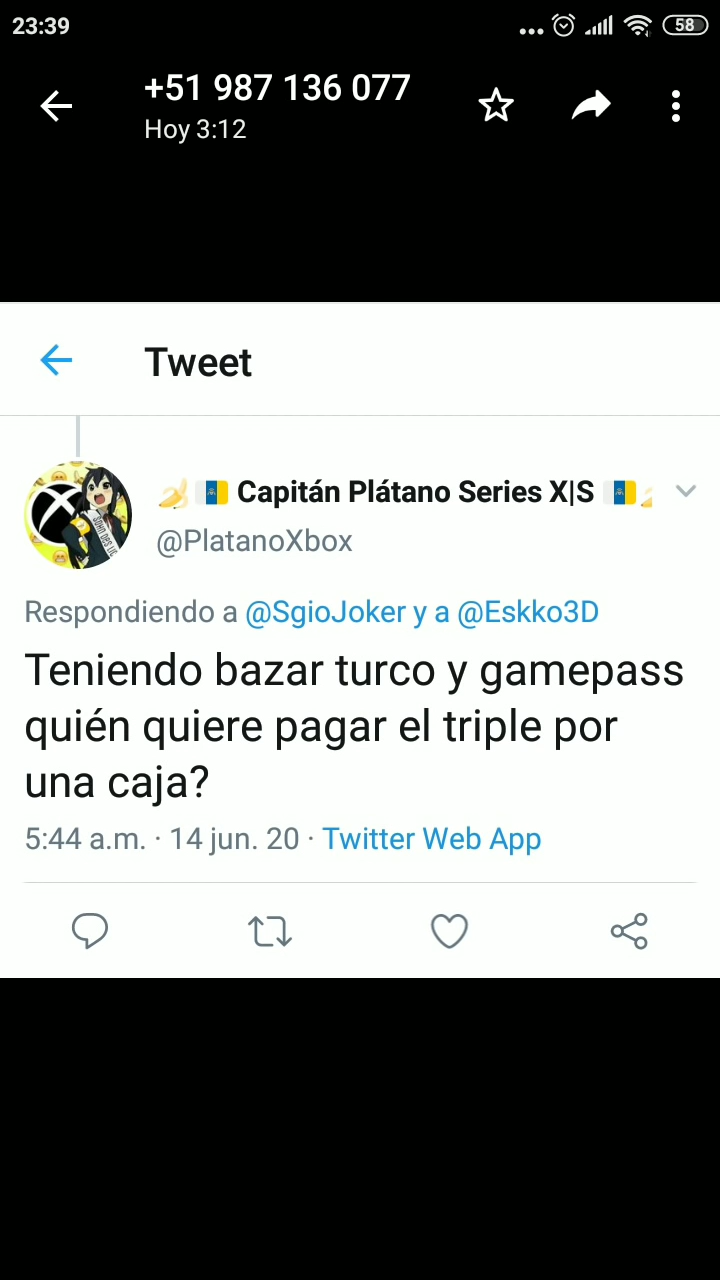 23:39
58
+51 987 136 077
Hoy 3:12
Tweet
Capitán Plátano Series X|S
@PlatanoXbox
Respondiendo a @SgioJoker y a @Eskko3D
Teniendo bazar turco y gamepass
quién quiere pagar el triple por
una caja?
5:44 a.m. · 14 jun. 20 · Twitter Web App